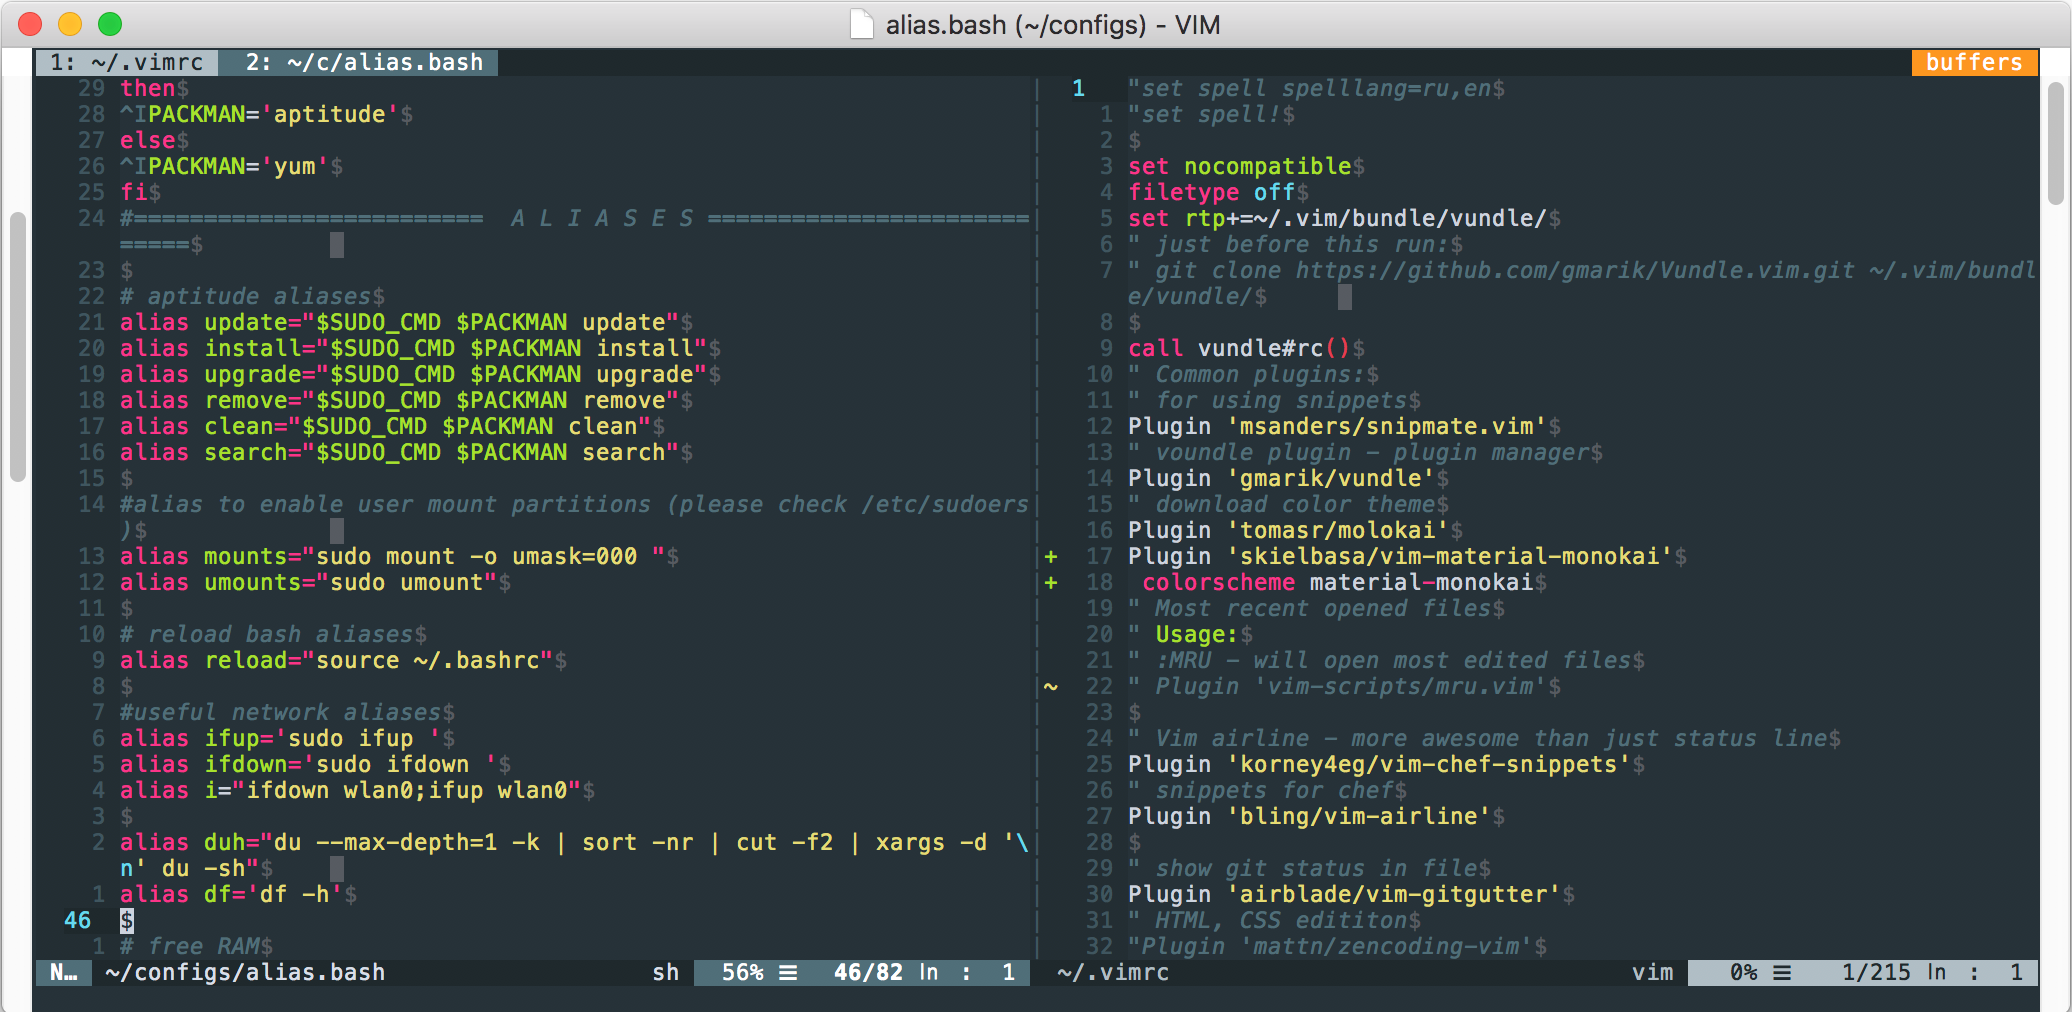 alias.bash (~/configs) - VIM
1: ~/.vimrc 2: ~/c/alias.bash buffers
29 then$
28 ^IPACKMAN='aptitude'$
27 else$
26 ^IPACKMAN='yum'$
25 fi$
24 #========================= A L I A S E S =======================
=====$
23 $
22 # aptitude aliases$
21 alias update="$SUDO_CMD $PACKMAN update"$
20 alias install="$SUDO_CMD $PACKMAN install"$
19 alias upgrade="$SUDO_CMD $PACKMAN upgrade"$
18 alias remove="$SUDO_CMD $PACKMAN remove"$
17 alias clean="$SUDO_CMD $PACKMAN clean"$
16 alias search="$SUDO_CMD $PACKMAN search"$
15 $
14 #alias to enable user mount partitions (please check /etc/sudoers
)$
13 alias mounts="sudo mount -o umask=000 "$
12 alias umounts="sudo umount"$
11 $
10 # reload bash aliases$
9 alias reload="source ~/.bashrc"$
8 $
7 #useful network aliases$
6 alias ifup='sudo ifup '$
5 alias ifdown='sudo ifdown '$
4 alias i="ifdown wlan0;ifup wlan0"$
3 $
2 alias duh="du --max-depth=1 -k | sort -nr | cut -f2 | xargs -d '\
n' du -sh"$
1 alias df='df -h'$
46 $
1 # free RAM$
N… ~/configs/alias.bash sh 56% ☰ 46/82 ln : 1
1 "set spell spelllang=ru,en$
1 "set spell!$
2 $
3 set nocompatible$
4 filetype off$
5 set rtp+=~/.vim/bundle/vundle/$
6 " just before this run:$
7 " git clone https://github.com/gmarik/Vundle.vim.git ~/.vim/bundl
e/vundle/$
8 $
9 call vundle#rc()$
10 " Common plugins:$
11 " for using snippets$
12 Plugin 'msanders/snipmate.vim'$
13 " voundle plugin - plugin manager$
14 Plugin 'gmarik/vundle'$
15 " download color theme$
16 Plugin 'tomasr/molokai'$
+ 17 Plugin 'skielbasa/vim-material-monokai'$
+ 18 colorscheme material-monokai$
19 " Most recent opened files$
20 " Usage:$
21 " :MRU - will open most edited files$
~ 22 " Plugin 'vim-scripts/mru.vim'$
23 $
24 " Vim airline - more awesome than just status line$
25 Plugin 'korney4eg/vim-chef-snippets'$
26 " snippets for chef$
27 Plugin 'bling/vim-airline'$
28 $
29 " show git status in file$
30 Plugin 'airblade/vim-gitgutter'$
31 " HTML, CSS edititon$
32 "Plugin 'mattn/zencoding-vim'$
~/.vimrc vim 0% ☰ 1/215 ln : 1